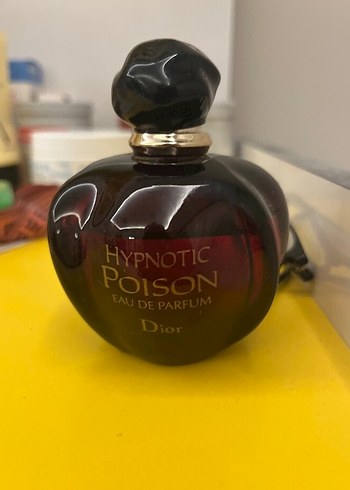 HYPNOTIC
POISON
EAU DE PARFUM
Dior